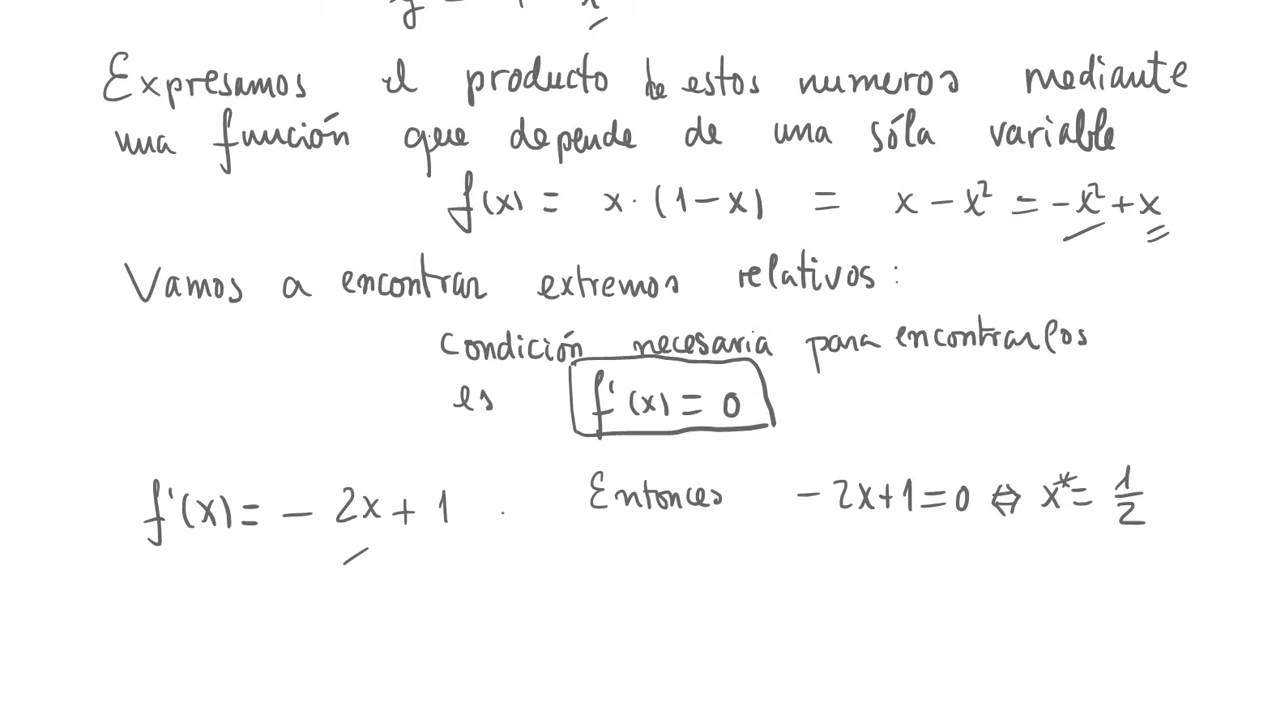 y = 1 - x
Expresamos el producto de estos numeros mediante
una función que depende de una sóla variable
f(x) = x · (1-x) = x - x² = -x² + x
Vamos a encontrar extremos relativos:
Condición necesaria para encontrarlos
es f'(x) = 0
f'(x) = - 2x + 1 . Entonces - 2x+1=0 ⇔ x* = 1/2